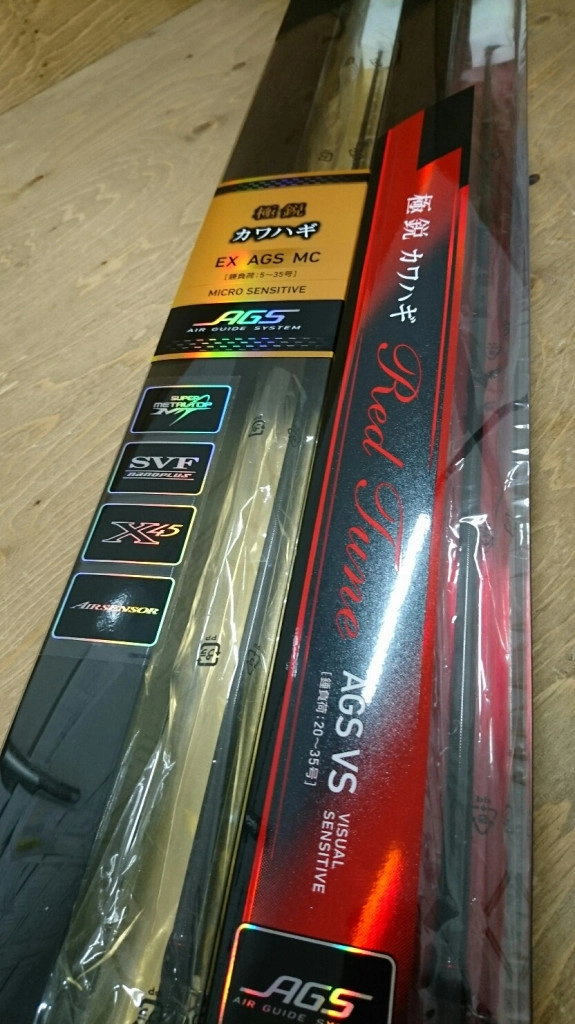 極鋭
カワハギ
EX AGS MC
[錘負荷:5～35号]
MICRO SENSITIVE
AGS
AIR GUIDE SYSTEM
SUPER
METALTOP
SVF
nanoPLUS
X45
AIRSENSOR
PP
極鋭 カワハギ
Red Tune
AGS VS
[錘負荷:20～35号]
VISUAL
SENSITIVE
AGS
AIR GUIDE